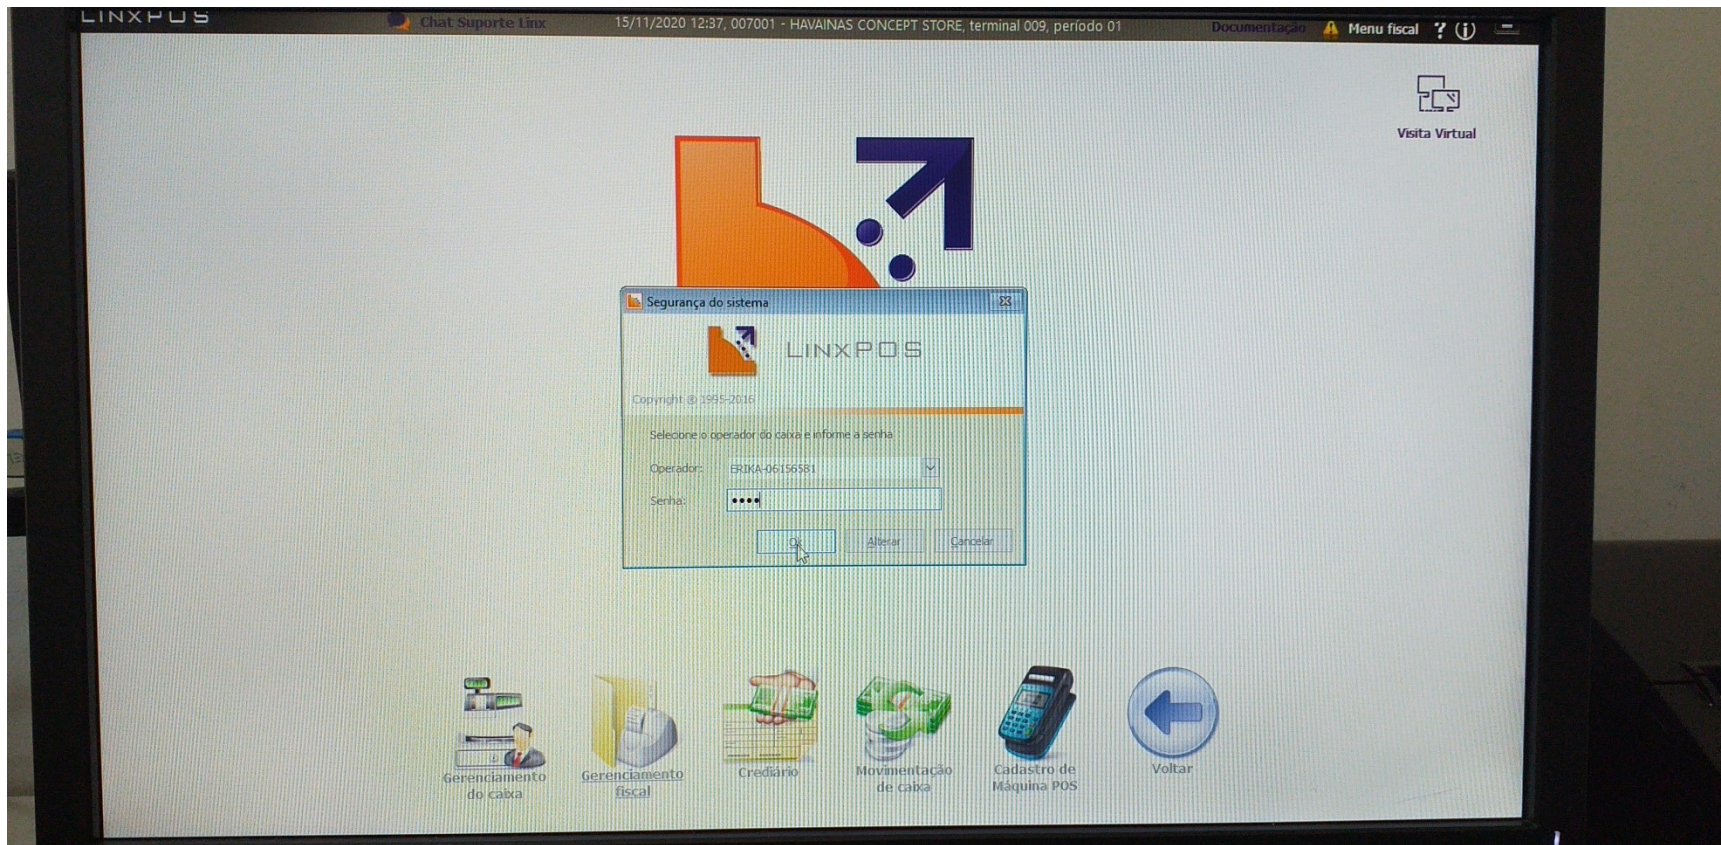 LINXPOS
Chat Suporte Linx
15/11/2020 12:37, 007001 - HAVAINAS CONCEPT STORE, terminal 009, período 01
Documentação
Menu fiscal
Visita Virtual
Segurança do sistema
LINXPOS
Copyright © 1995-2016
Selecione o operador do caixa e informe a senha
Operador: ERIKA-06156581
Senha: ••••
Ok Alterar Cancelar
Gerenciamento
do caixa
Gerenciamento
fiscal
Crediário
Movimentação
de caixa
Cadastro de
Máquina POS
Voltar